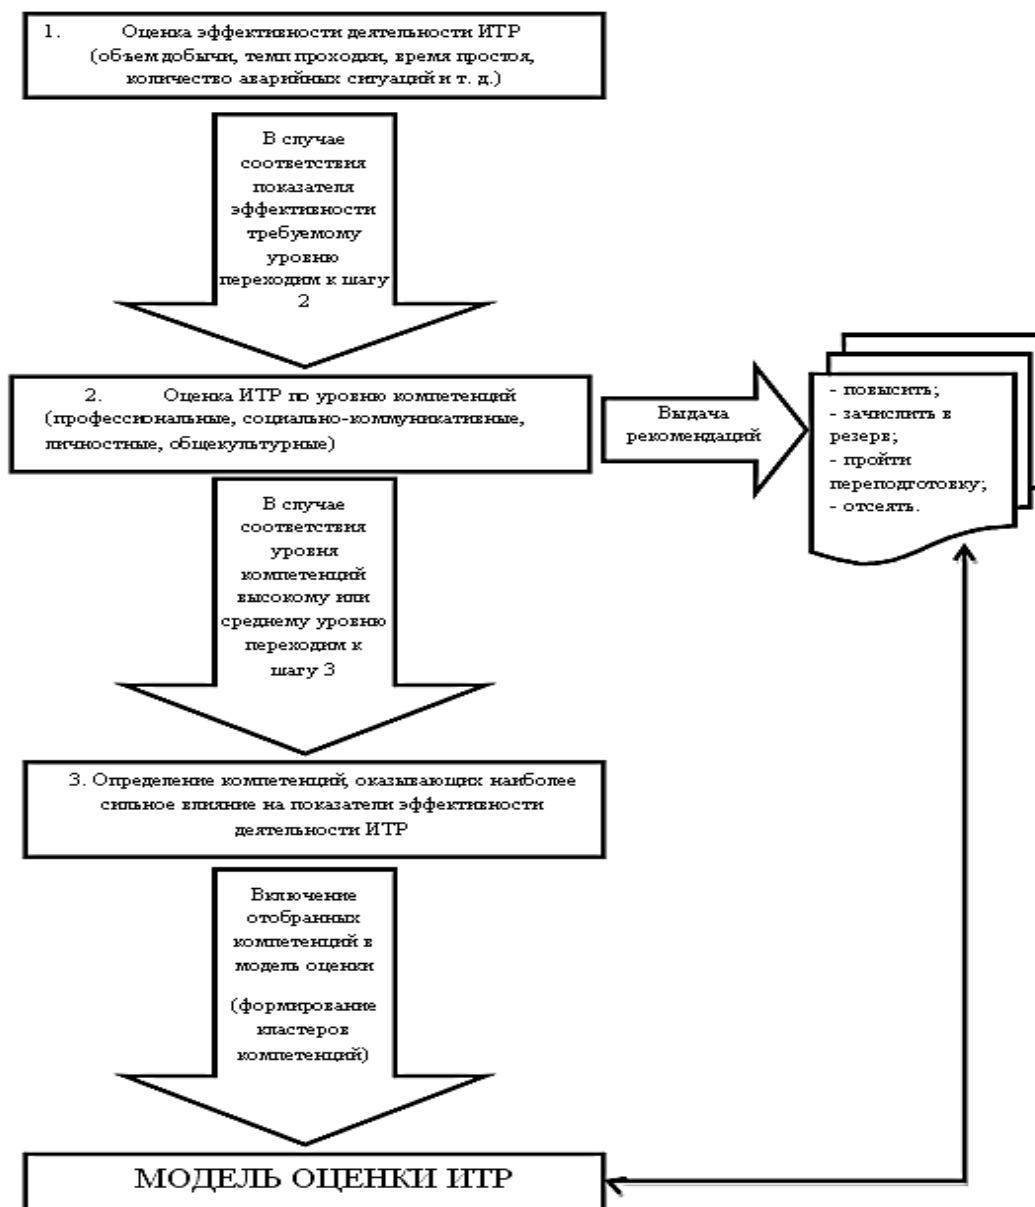 1. Оценка эффективности деятельности ИТР
(объем добычи, темп проходки, время простоя,
количество аварийных ситуаций и т. д.)
В случае
соответствия
показателя
эффективности
требуемому
уровню
переходим к шагу
2
2. Оценка ИТР по уровню компетенций
(профессиональные, социально-коммуникативные,
личностные, общекультурные)
Выдача
рекомендаций
- повысить;
- зачислить в
резерв;
- пройти
переподготовку;
- отсеять.
В случае
соответствия
уровня
компетенций
высокому или
среднему уровню
переходим к
шагу 3
3. Определение компетенций, оказывающих наиболее
сильное влияние на показатели эффективности
деятельности ИТР
Включение
отобранных
компетенций в
модель оценки
(формирование
кластеров
компетенций)
МОДЕЛЬ ОЦЕНКИ ИТР